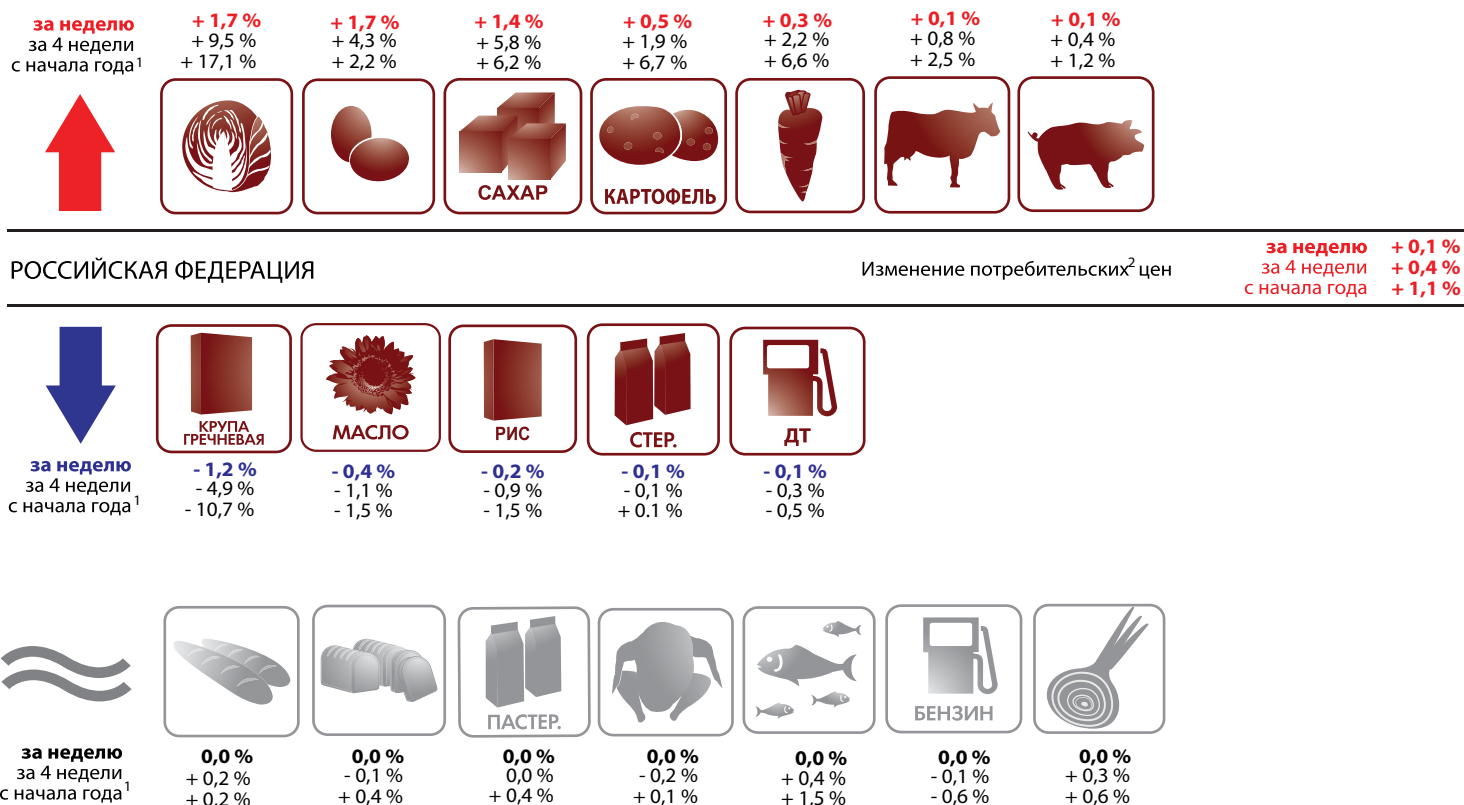 за неделю + 1,7 % + 1,7 % + 1,4 % + 0,5 % + 0,3 % + 0,1 % + 0,1 %
за 4 недели + 9,5 % + 4,3 % + 5,8 % + 1,9 % + 2,2 % + 0,8 % + 0,4 %
с начала года¹ + 17,1 % + 2,2 % + 6,2 % + 6,7 % + 6,6 % + 2,5 % + 1,2 %
САХАР КАРТОФЕЛЬ
РОССИЙСКАЯ ФЕДЕРАЦИЯ
Изменение потребительских² цен
за неделю + 0,1 %
за 4 недели + 0,4 %
с начала года + 1,1 %
КРУПА
ГРЕЧНЕВАЯ МАСЛО РИС СТЕР. ДТ
за неделю - 1,2 % - 0,4 % - 0,2 % - 0,1 % - 0,1 %
за 4 недели - 4,9 % - 1,1 % - 0,9 % - 0,1 % - 0,3 %
с начала года¹ - 10,7 % - 1,5 % - 1,5 % + 0.1 % - 0,5 %
ПАСТЕР. БЕНЗИН
за неделю 0,0 % 0,0 % 0,0 % 0,0 % 0,0 % 0,0 % 0,0 %
за 4 недели + 0,2 % - 0,1 % 0,0 % - 0,2 % + 0,4 % - 0,1 % + 0,3 %
с начала года¹ + 0,2 % + 0,4 % + 0,4 % + 0,1 % + 1,5 % - 0,6 % + 0,6 %